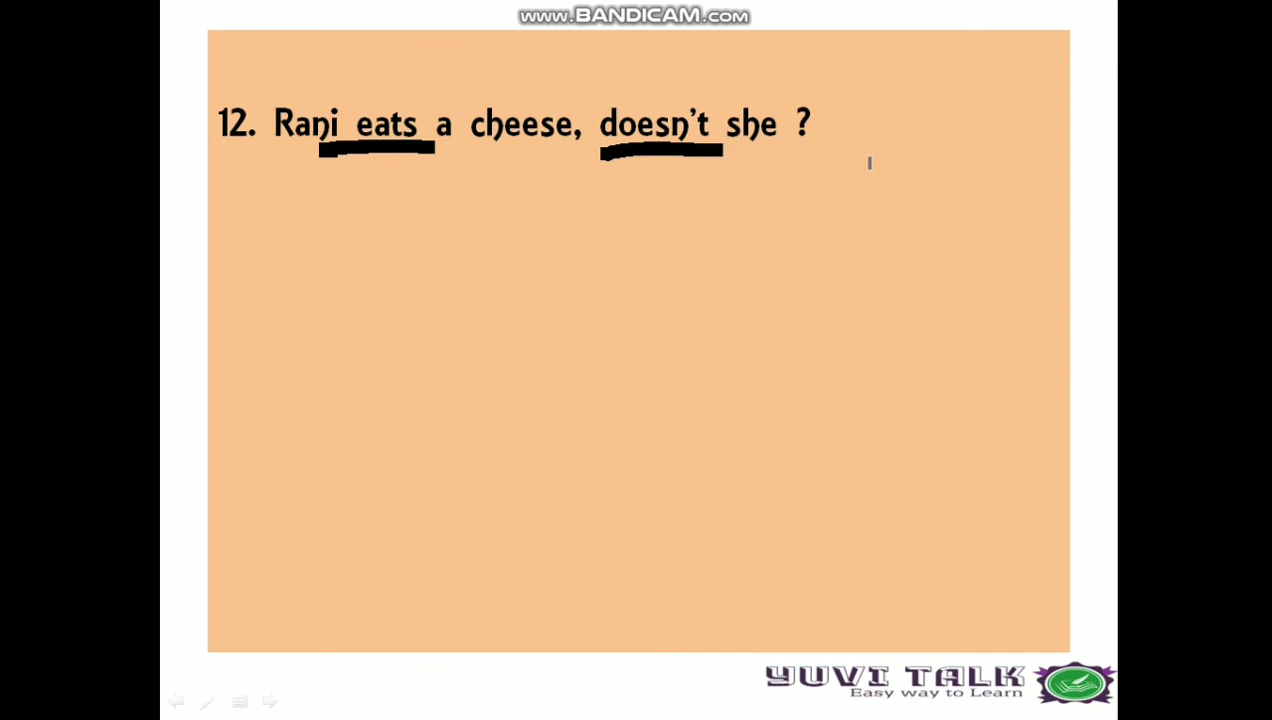 www.BANDICAM.com
12. Rani eats a cheese, doesn't she ?
YUVI TALK
Easy way to Learn